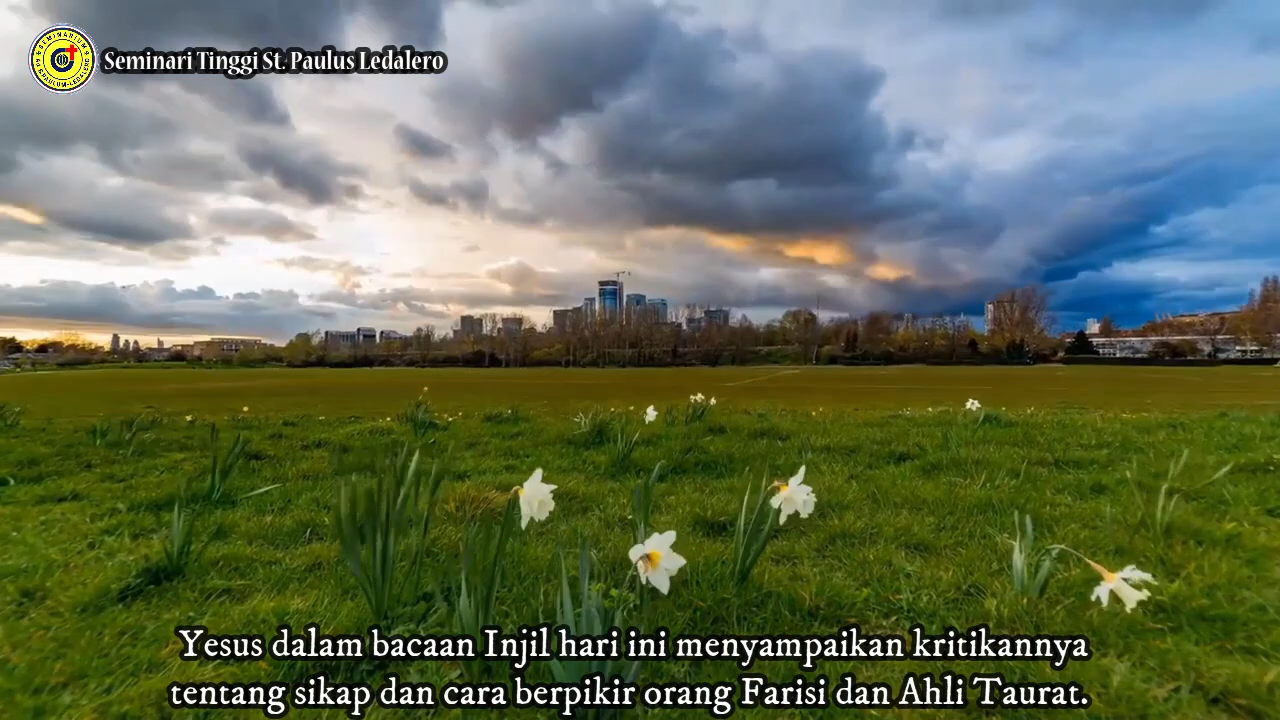 Seminari Tinggi St. Paulus Ledalero
Yesus dalam bacaan Injil hari ini menyampaikan kritikannya
tentang sikap dan cara berpikir orang Farisi dan Ahli Taurat.